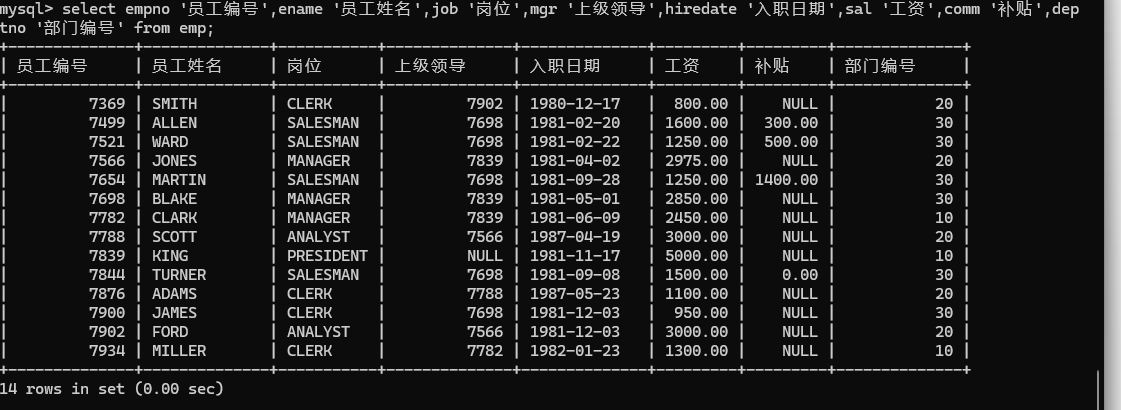 mysql> select empno '员工编号',ename '员工姓名',job '岗位',mgr '上级领导',hiredate '入职日期',sal '工资',comm '补贴',dep
tno '部门编号' from emp;
+--------------+--------------+-----------+--------------+--------------+---------+---------+--------------+
| 员工编号 | 员工姓名 | 岗位 | 上级领导 | 入职日期 | 工资 | 补贴 | 部门编号 |
+--------------+--------------+-----------+--------------+--------------+---------+---------+--------------+
| 7369 | SMITH | CLERK | 7902 | 1980-12-17 | 800.00 | NULL | 20 |
| 7499 | ALLEN | SALESMAN | 7698 | 1981-02-20 | 1600.00 | 300.00 | 30 |
| 7521 | WARD | SALESMAN | 7698 | 1981-02-22 | 1250.00 | 500.00 | 30 |
| 7566 | JONES | MANAGER | 7839 | 1981-04-02 | 2975.00 | NULL | 20 |
| 7654 | MARTIN | SALESMAN | 7698 | 1981-09-28 | 1250.00 | 1400.00 | 30 |
| 7698 | BLAKE | MANAGER | 7839 | 1981-05-01 | 2850.00 | NULL | 30 |
| 7782 | CLARK | MANAGER | 7839 | 1981-06-09 | 2450.00 | NULL | 10 |
| 7788 | SCOTT | ANALYST | 7566 | 1987-04-19 | 3000.00 | NULL | 20 |
| 7839 | KING | PRESIDENT | NULL | 1981-11-17 | 5000.00 | NULL | 10 |
| 7844 | TURNER | SALESMAN | 7698 | 1981-09-08 | 1500.00 | 0.00 | 30 |
| 7876 | ADAMS | CLERK | 7788 | 1987-05-23 | 1100.00 | NULL | 20 |
| 7900 | JAMES | CLERK | 7698 | 1981-12-03 | 950.00 | NULL | 30 |
| 7902 | FORD | ANALYST | 7566 | 1981-12-03 | 3000.00 | NULL | 20 |
| 7934 | MILLER | CLERK | 7782 | 1982-01-23 | 1300.00 | NULL | 10 |
+--------------+--------------+-----------+--------------+--------------+---------+---------+--------------+
14 rows in set (0.00 sec)